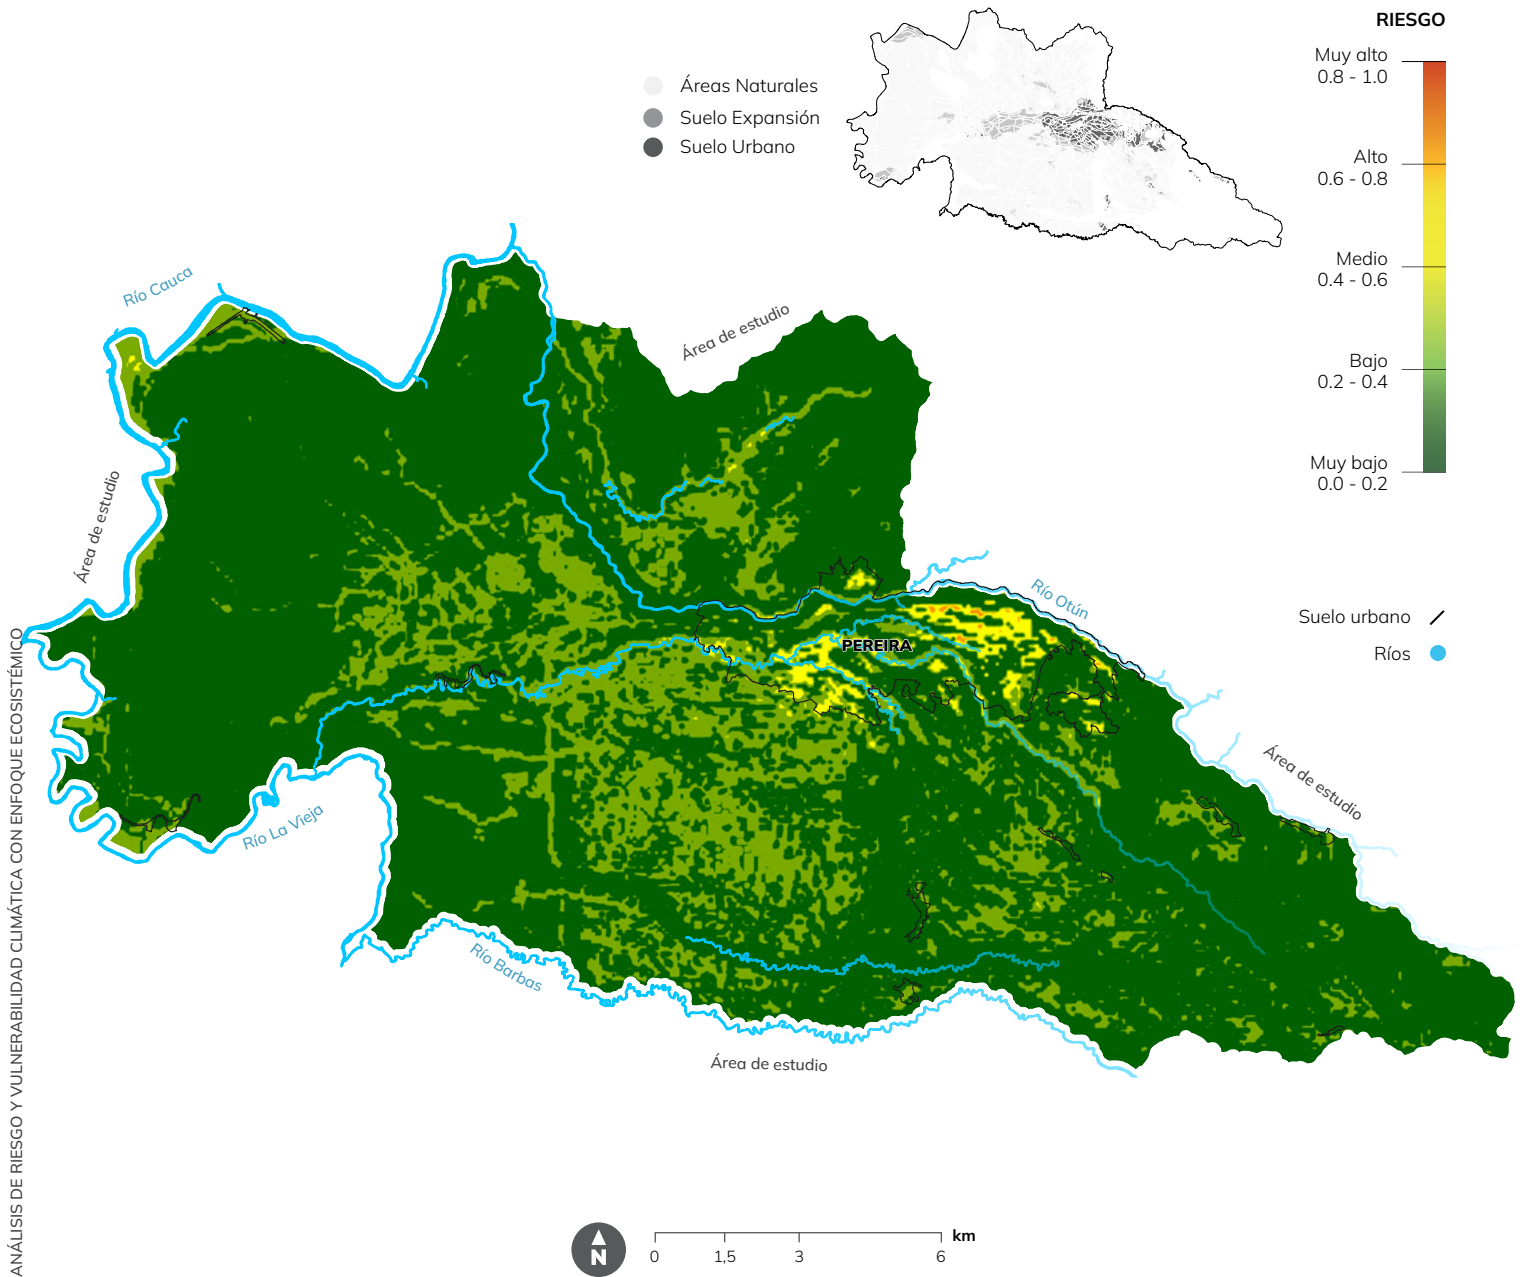 RIESGO
Muy alto
0.8 - 1.0
Alto
0.6 - 0.8
Medio
0.4 - 0.6
Bajo
0.2 - 0.4
Muy bajo
0.0 - 0.2
Áreas Naturales
Suelo Expansión
Suelo Urbano
Río Cauca
Área de estudio
Área de estudio
Río Otún
PEREIRA
Suelo urbano
Ríos
Área de estudio
Río La Vieja
Río Barbas
Área de estudio
ANÁLISIS DE RIESGO Y VULNERABILIDAD CLIMÁTICA CON ENFOQUE ECOSISTÉMICO
N
0 1,5 3 6 km